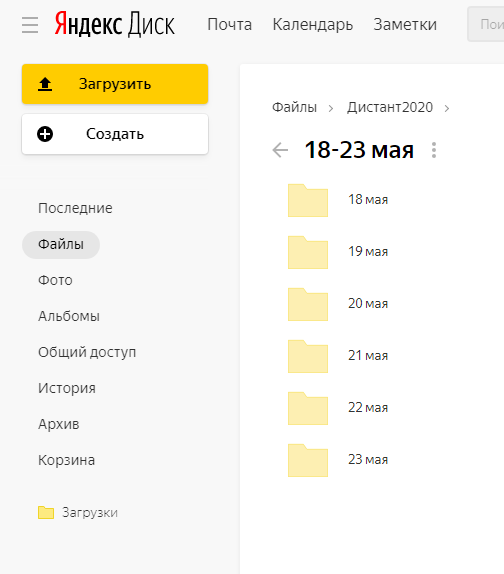 Яндекс Диск Почта Календарь Заметки Пои
Загрузить
Создать
Файлы > Дистант2020 >
18-23 мая
18 мая
19 мая
20 мая
21 мая
22 мая
23 мая
Последние
Файлы
Фото
Альбомы
Общий доступ
История
Архив
Корзина
Загрузки